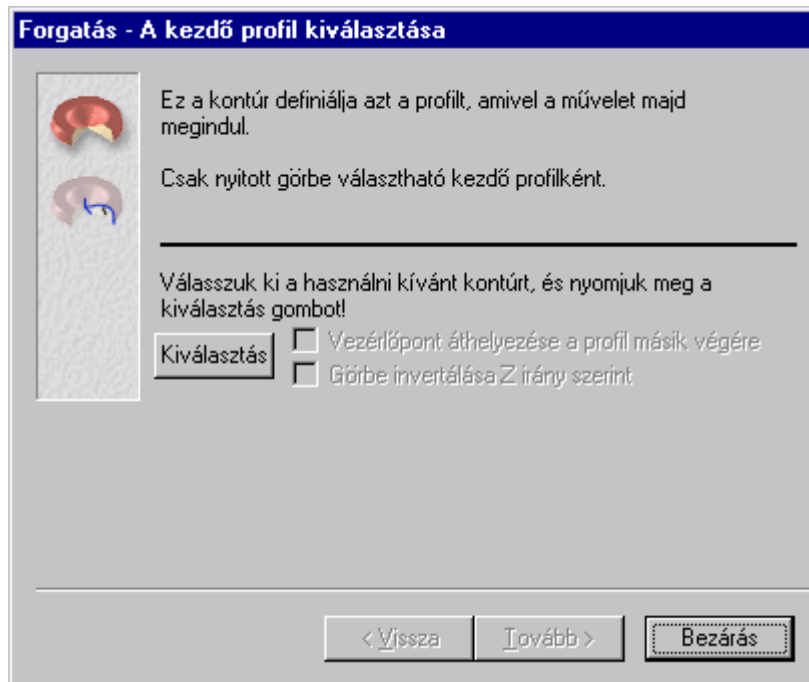 Forgatás - A kezdő profil kiválasztása
Ez a kontúr definiálja azt a profilt, amivel a művelet majd
megindul.
Csak nyitott görbe választható kezdő profilként.
Válasszuk ki a használni kívánt kontúrt, és nyomjuk meg a
kiválasztás gombot!
Kiválasztás
Vezérlőpont áthelyezése a profil másik végére
Görbe invertálása Z irány szerint
< Vissza
Tovább >
Bezárás